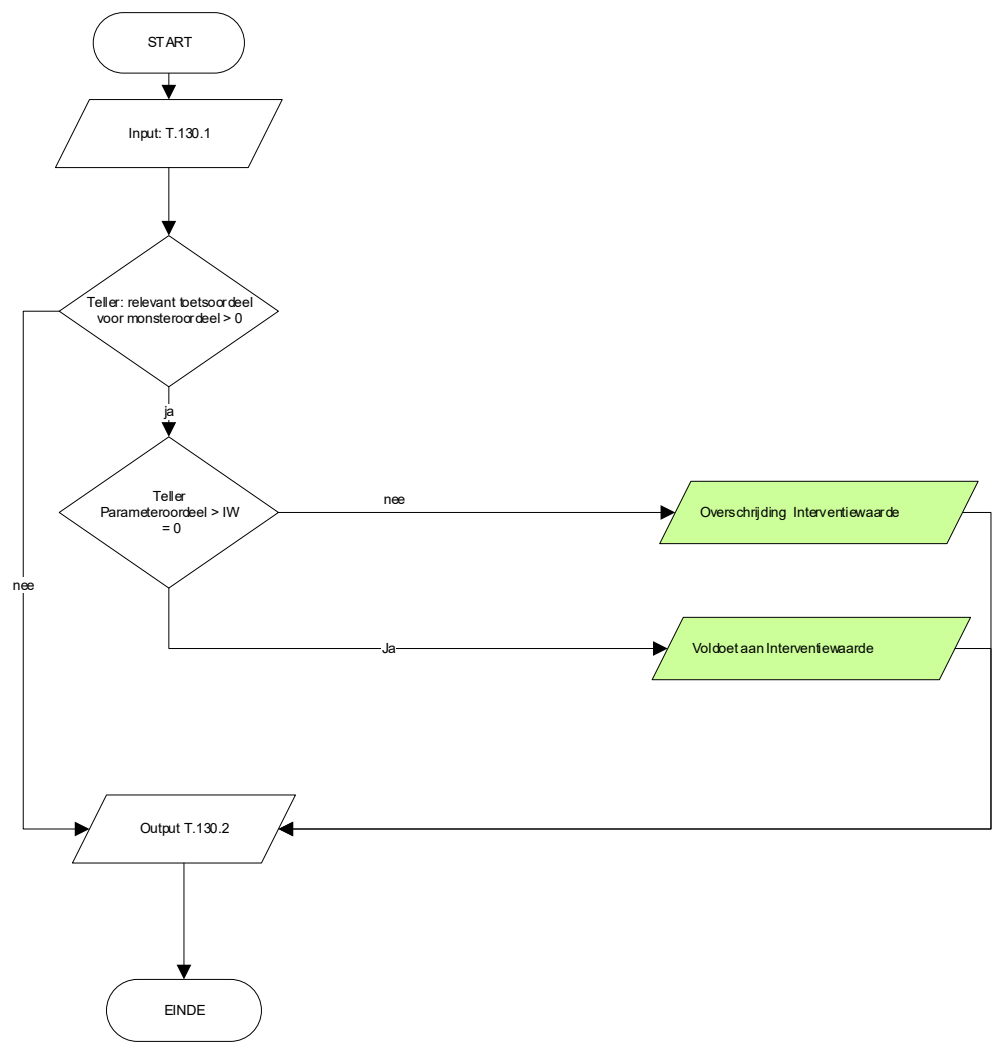 START
Input: T.130.1
Teller: relevant toetsoordeel
voor monsteroordeel > 0
ja
Teller
Parameteroordeel > IW
= 0
nee
Overschrijding Interventiewaarde
nee
Ja
Voldoet aan Interventiewaarde
Output T.130.2
EINDE